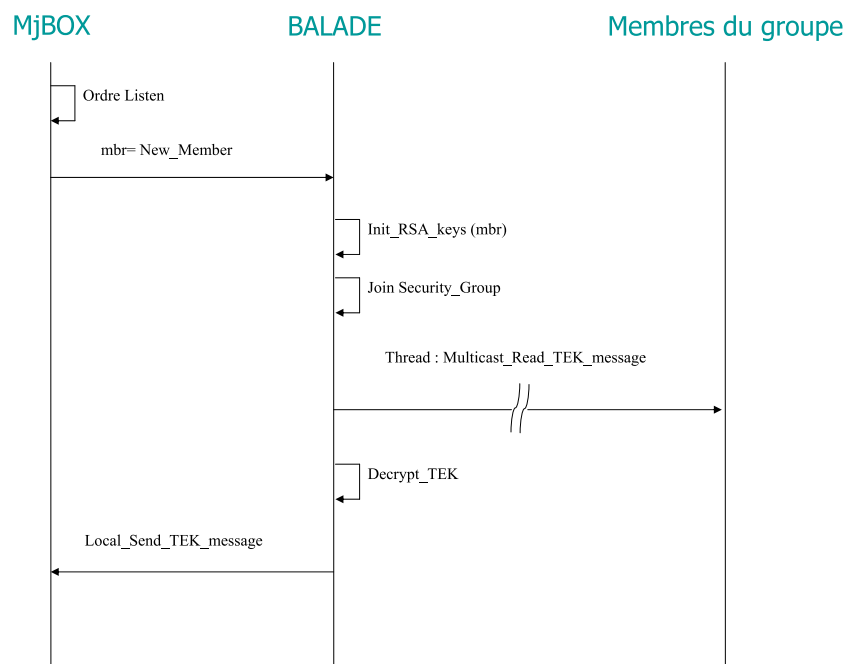 MjBOX
BALADE
Membres du groupe
Ordre Listen
mbr= New_Member
Init_RSA_keys (mbr)
Join Security_Group
Thread : Multicast_Read_TEK_message
Decrypt_TEK
Local_Send_TEK_message